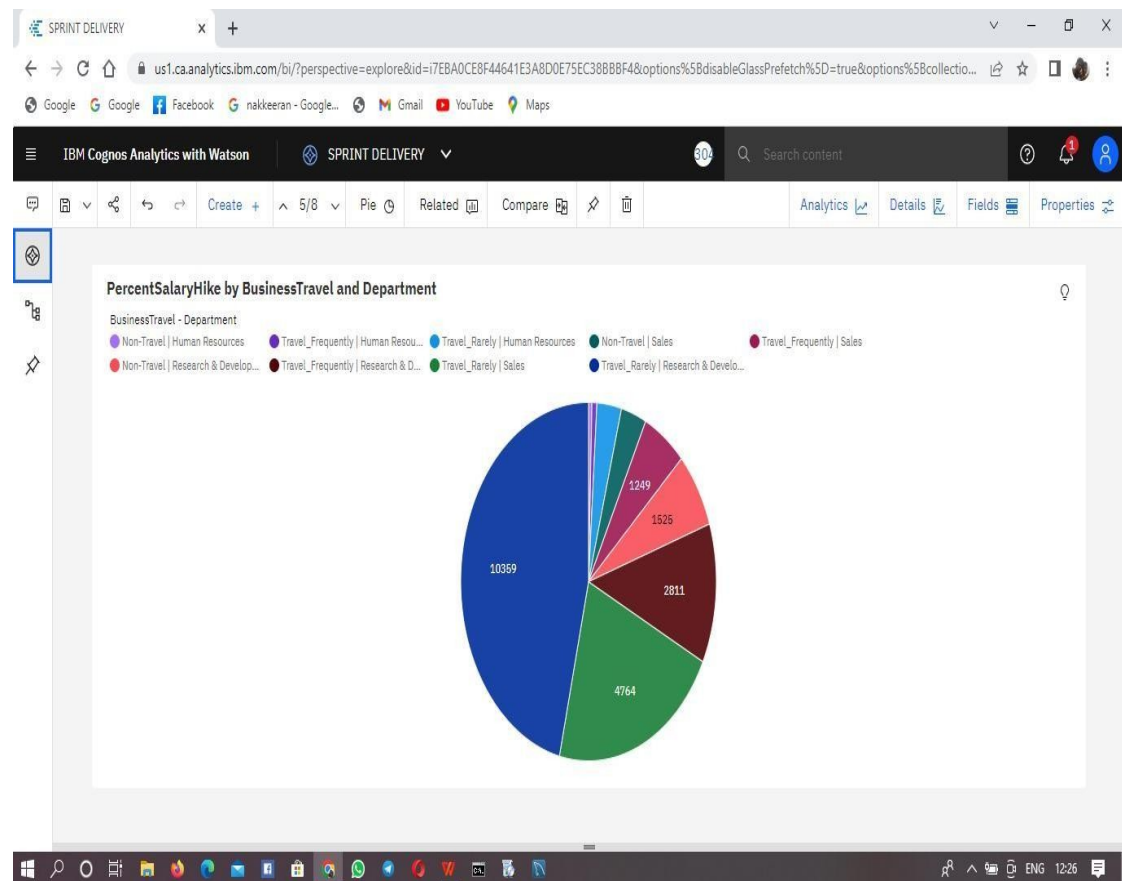 SPRINT DELIVERY
us1.ca.analytics.ibm.com/bi/?perspective=explore&id=i7EBA0CE8F44641E3A8D0E75EC38BBBF4&options%5BdisableGlassPrefetch%5D=true&options%5Bcollectio...
Google Google Facebook nakkeeran - Google... Gmail YouTube Maps
IBM Cognos Analytics with Watson SPRINT DELIVERY 304 Search content 1
Create + 5/8 Pie Related Compare Analytics Details Fields Properties
PercentSalaryHike by BusinessTravel and Department
BusinessTravel - Department
Non-Travel | Human Resources Travel_Frequently | Human Resou... Travel_Rarely | Human Resources Non-Travel | Sales Travel_Frequently | Sales
Non-Travel | Research & Develop... Travel_Frequently | Research & D... Travel_Rarely | Sales Travel_Rarely | Research & Develo...
1249
1525
10359
2811
4764
ENG 12:26